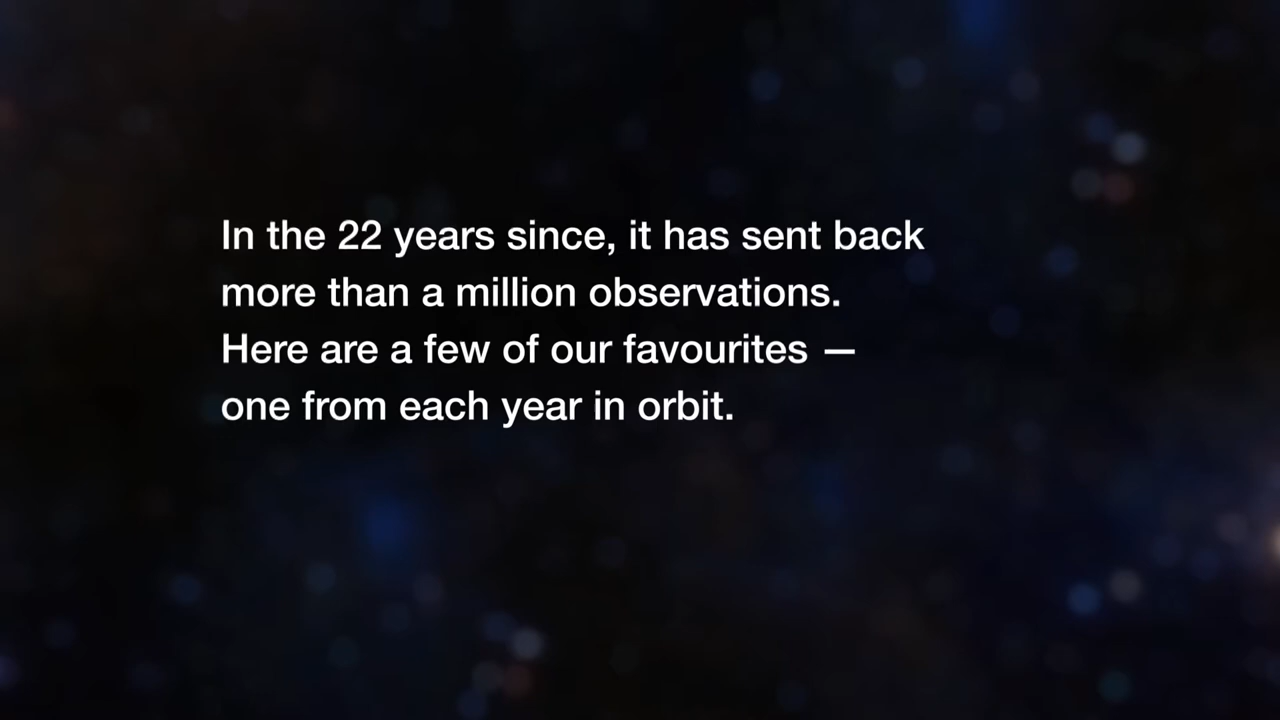 In the 22 years since, it has sent back
more than a million observations.
Here are a few of our favourites —
one from each year in orbit.